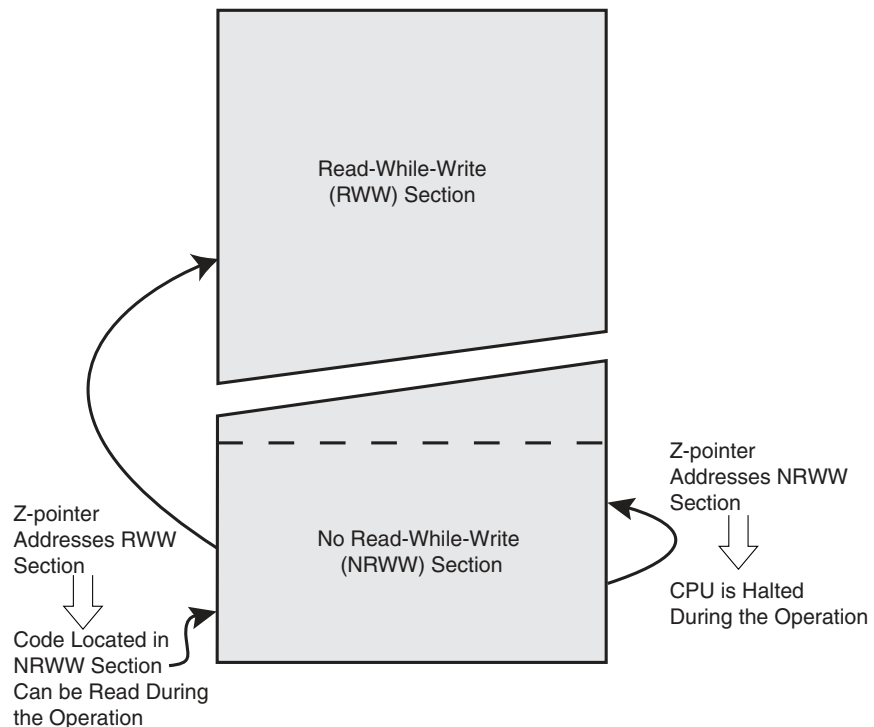 Read-While-Write
(RWW) Section
Z-pointer
Addresses NRWW
Section
CPU is Halted
During the Operation
No Read-While-Write
(NRWW) Section
Z-pointer
Addresses RWW
Section
Code Located in
NRWW Section
Can be Read During
the Operation